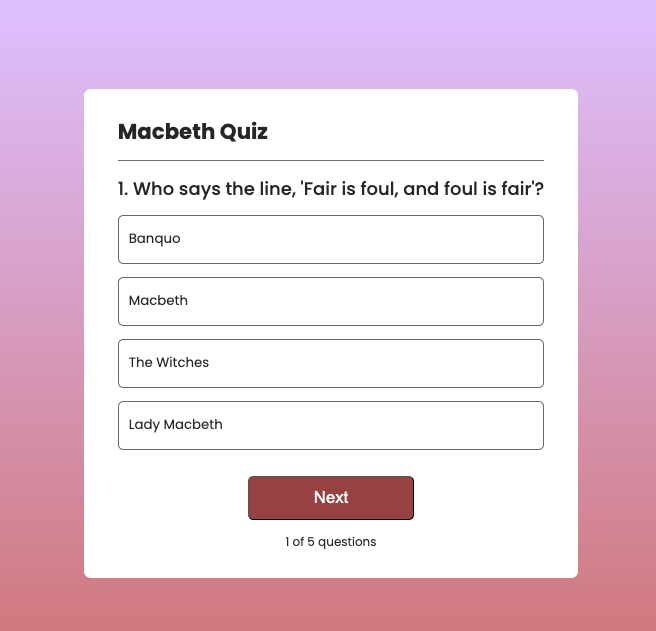 Macbeth Quiz
1. Who says the line, 'Fair is foul, and foul is fair'?
Banquo
Macbeth
The Witches
Lady Macbeth
Next
1 of 5 questions